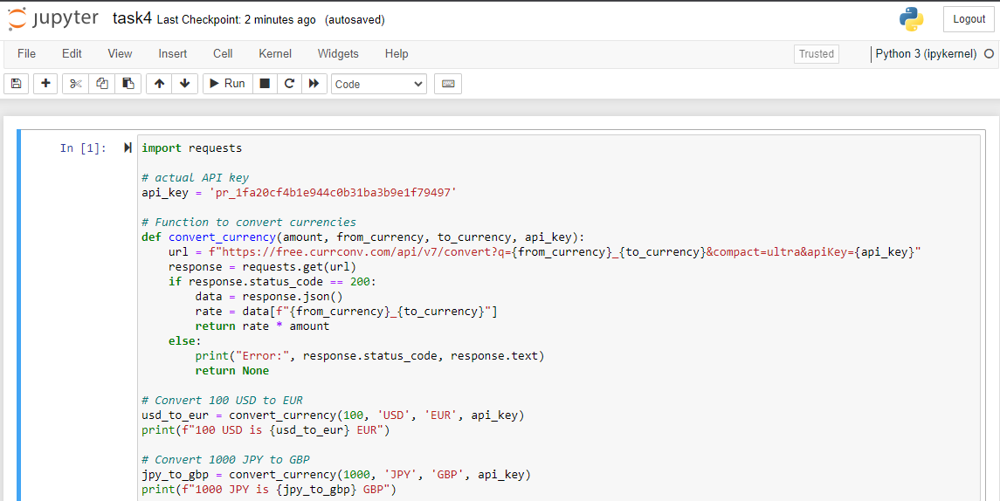 jupyter task4 Last Checkpoint: 2 minutes ago (autosaved) Logout
File Edit View Insert Cell Kernel Widgets Help Trusted Python 3 (ipykernel)
Run Code
In [1]: import requests
# actual API key
api_key = 'pr_1fa20cf4b1e944c0b31ba3b9e1f79497'
# Function to convert currencies
def convert_currency(amount, from_currency, to_currency, api_key):
    url = f"https://free.currconv.com/api/v7/convert?q={from_currency}_{to_currency}&compact=ultra&apiKey={api_key}"
    response = requests.get(url)
    if response.status_code == 200:
        data = response.json()
        rate = data[f"{from_currency}_{to_currency}"]
        return rate * amount
    else:
        print("Error:", response.status_code, response.text)
        return None
# Convert 100 USD to EUR
usd_to_eur = convert_currency(100, 'USD', 'EUR', api_key)
print(f"100 USD is {usd_to_eur} EUR")
# Convert 1000 JPY to GBP
jpy_to_gbp = convert_currency(1000, 'JPY', 'GBP', api_key)
print(f"1000 JPY is {jpy_to_gbp} GBP")